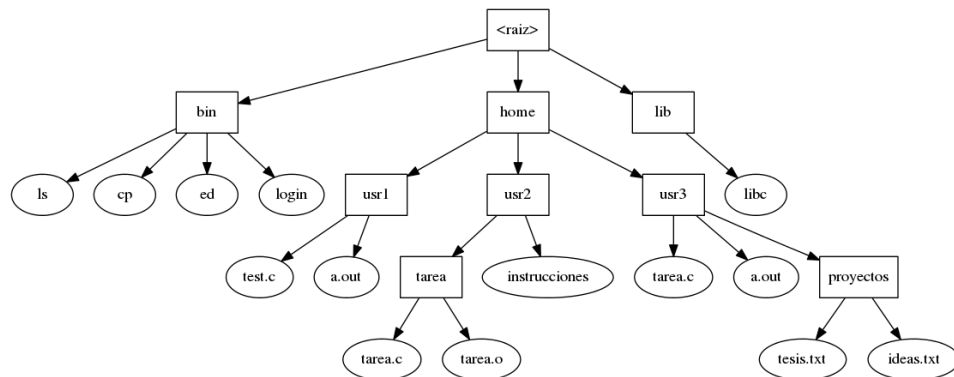 <raiz>
bin
home
lib
ls
cp
ed
login
usr1
usr2
usr3
libc
test.c
a.out
tarea
instrucciones
tarea.c
a.out
proyectos
tarea.c
tarea.o
tesis.txt
ideas.txt